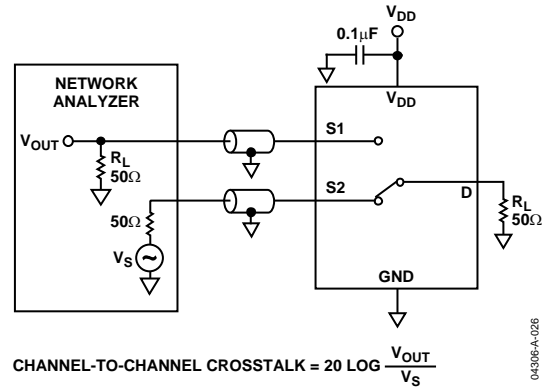 V_DD
0.1μF
NETWORK
ANALYZER
V_DD
V_OUT
S1
R_L
50Ω
S2
50Ω
D
R_L
50Ω
V_S
~
GND
CHANNEL-TO-CHANNEL CROSSTALK = 20 LOG V_OUT / V_S
04306-A-026